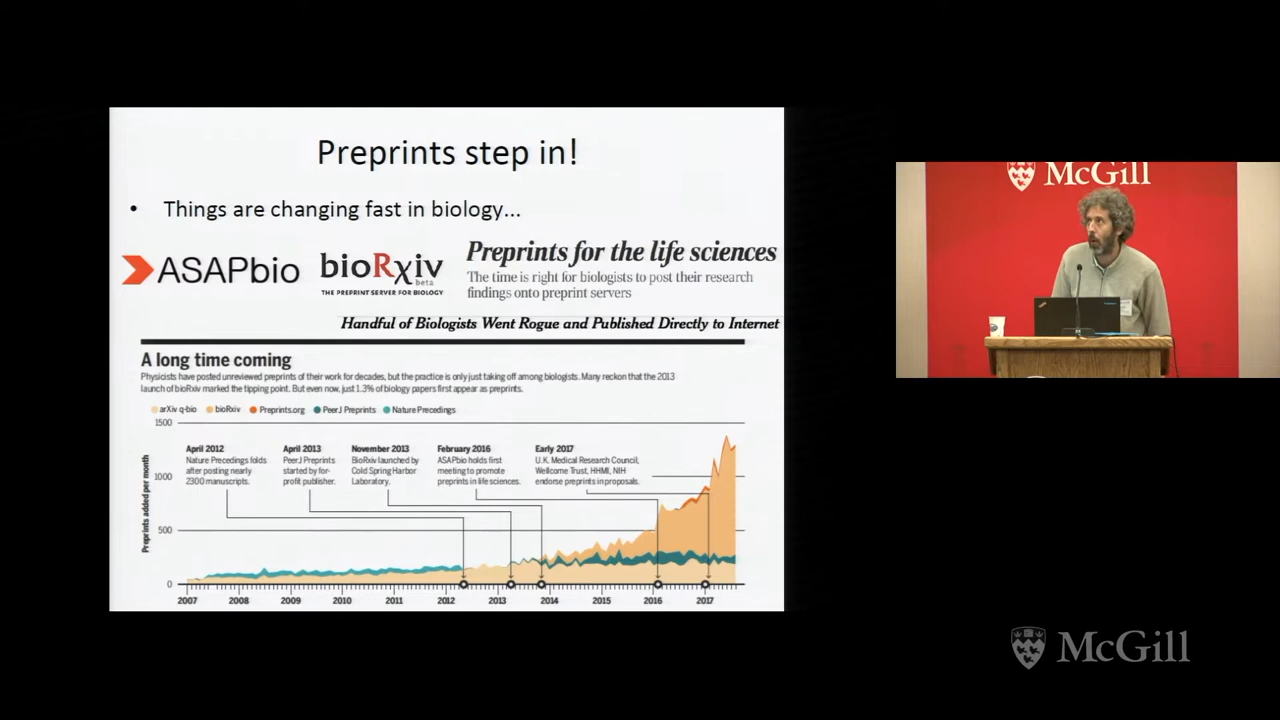 Preprints step in!
• Things are changing fast in biology...
ASAPbio
bioRχiv
beta
THE PREPRINT SERVER FOR BIOLOGY
Preprints for the life sciences
The time is right for biologists to post their research
findings onto preprint servers
Handful of Biologists Went Rogue and Published Directly to Internet
A long time coming
Physicists have posted unreviewed preprints of their work for decades, but the practice is only just taking off among biologists. Many reckon that the 2013
launch of bioRxiv marked the tipping point. But even now, just 1.3% of biology papers first appear as preprints.
arXiv q-bio bioRxiv Preprints.org PeerJ Preprints Nature Precedings
Preprints added per month
1500
1000
500
0
April 2012
Nature Precedings folds
after posting nearly
2300 manuscripts.
April 2013
PeerJ Preprints
started by for-
profit publisher.
November 2013
BioRxiv launched by
Cold Spring Harbor
Laboratory.
February 2016
ASAPbio holds first
meeting to promote
preprints in life sciences.
Early 2017
U.K. Medical Research Council,
Wellcome Trust, HHMI, NIH
endorse preprints in proposals.
2007 2008 2009 2010 2011 2012 2013 2014 2015 2016 2017
McGill
McGill